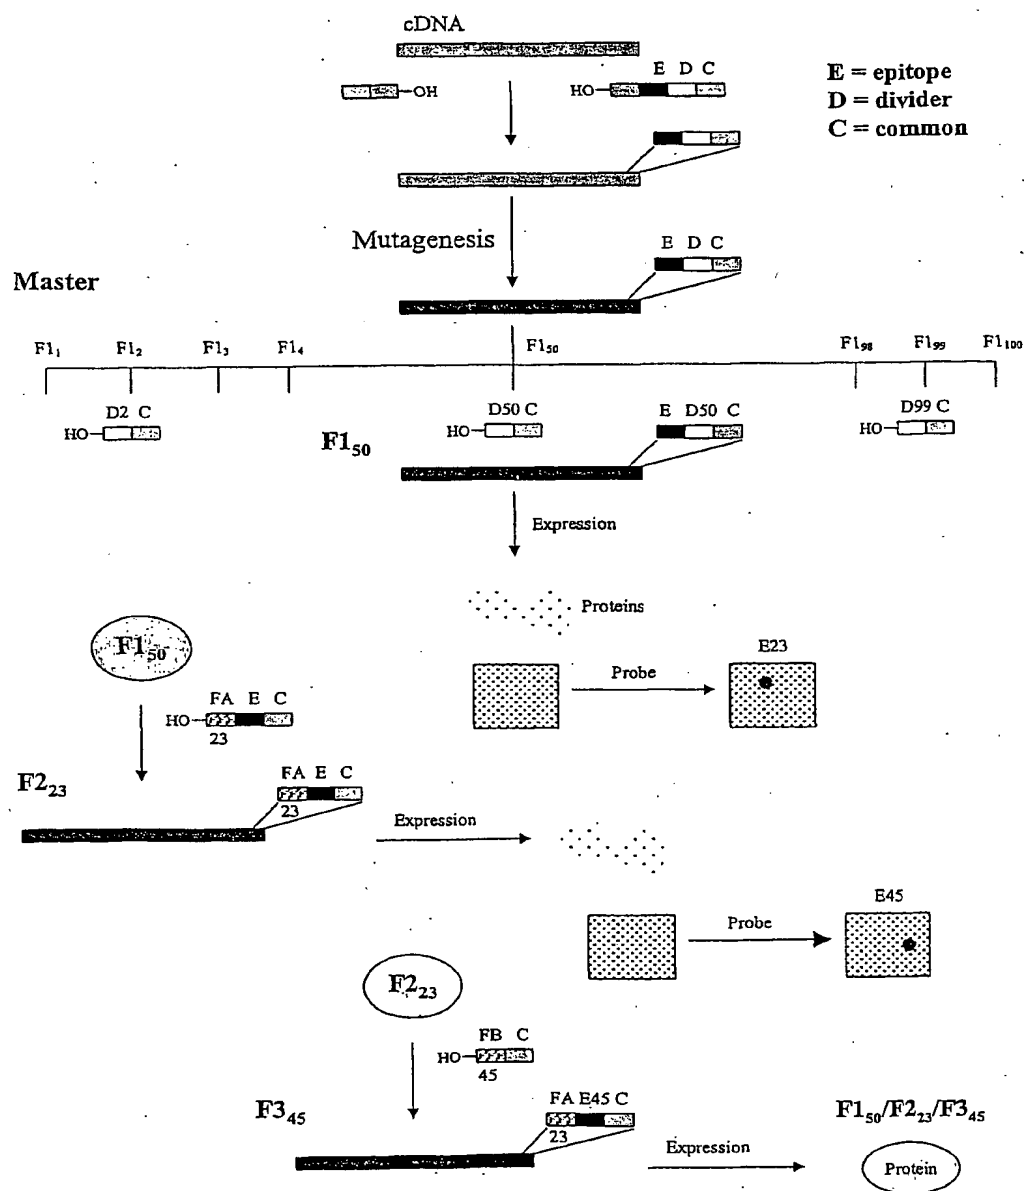 cDNA
E = epitope
D = divider
C = common
E D C
OH
HO
Mutagenesis
E D C
Master
F1₁ F1₂ F1₃ F1₄ F1₅₀ F1₉₈ F1₉₉ F1₁₀₀
D2 C
HO
D50 C
HO
E D50 C
D99 C
HO
F1₅₀
Expression
Proteins
F1₅₀
Probe
E23
FA E C
HO
23
F2₂₃
FA E C
23
Expression
E45
Probe
F2₂₃
FB C
HO
45
F3₄₅
FA E45 C
23
Expression
F1₅₀/F2₂₃/F3₄₅
Protein